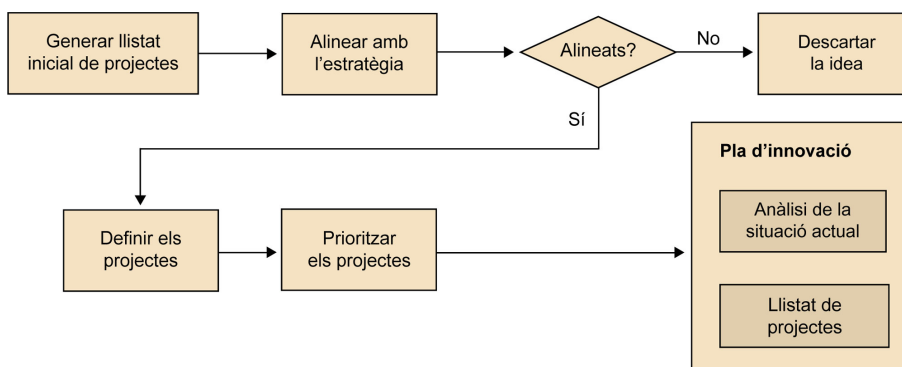 Generar llistat
inicial de projectes
Alinear amb
l'estratègia
Alineats?
No
Descartar
la idea
Sí
Definir els
projectes
Prioritzar
els projectes
Pla d'innovació
Anàlisi de la
situació actual
Llistat de
projectes